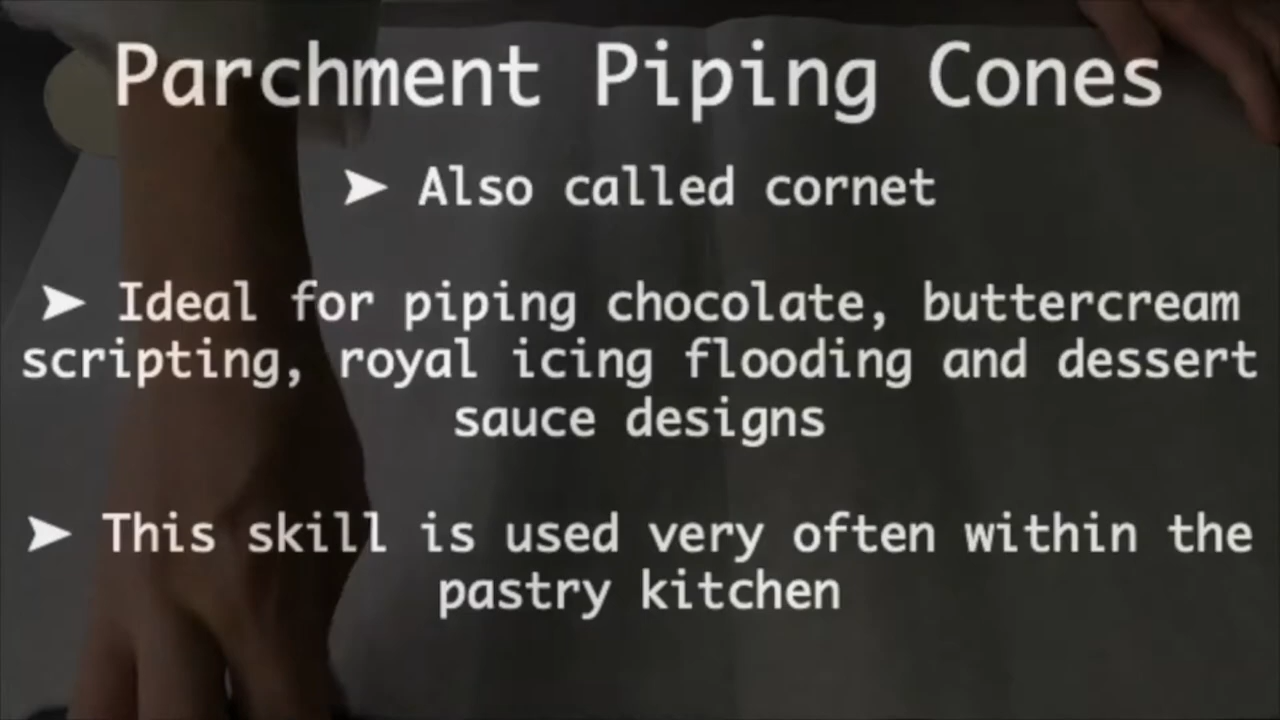 Parchment Piping Cones
➤ Also called cornet
➤ Ideal for piping chocolate, buttercream
scripting, royal icing flooding and dessert
sauce designs
➤ This skill is used very often within the
pastry kitchen